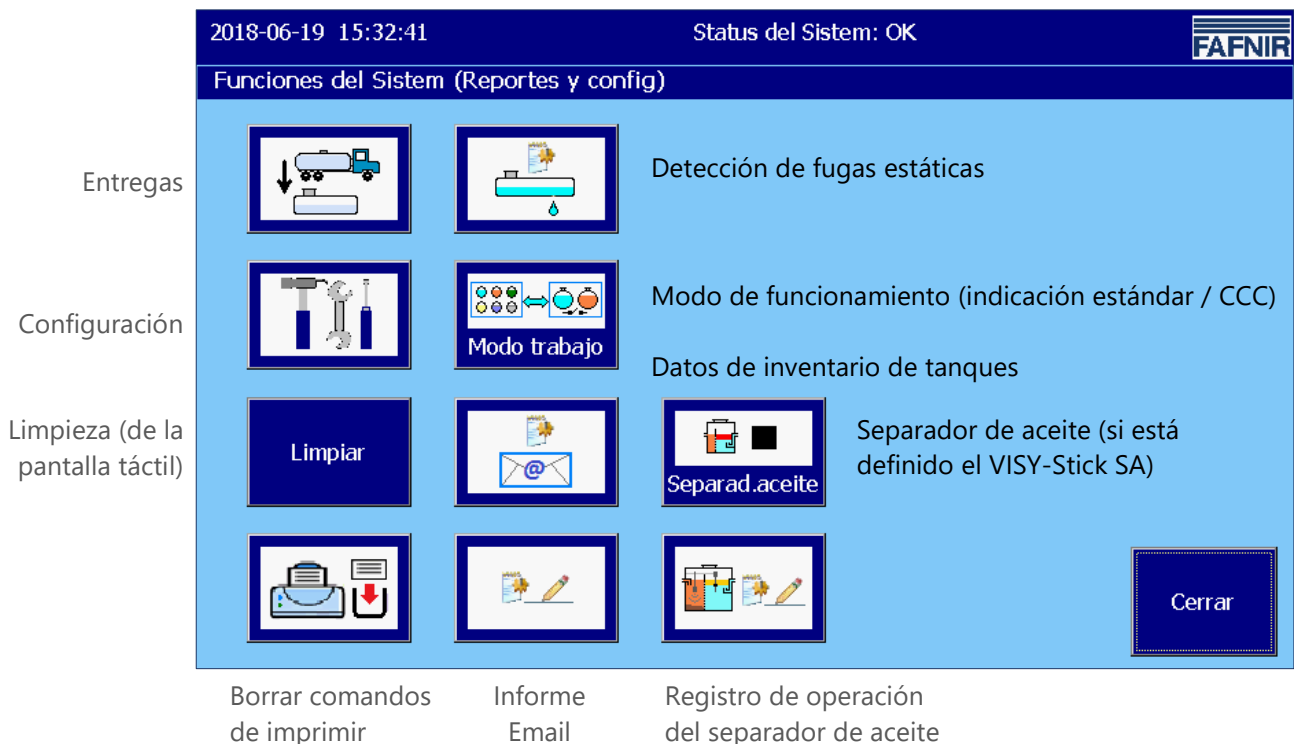 2018-06-19 15:32:41
Status del Sistem: OK
FAFNIR
Funciones del Sistem (Reportes y config)
Entregas
Detección de fugas estáticas
Configuración
Modo trabajo
Modo de funcionamiento (indicación estándar / CCC)
Datos de inventario de tanques
Limpieza (de la
pantalla táctil)
Limpiar
@
Separad.aceite
Separador de aceite (si está
definido el VISY-Stick SA)
Cerrar
Borrar comandos
de imprimir
Informe
Email
Registro de operación
del separador de aceite